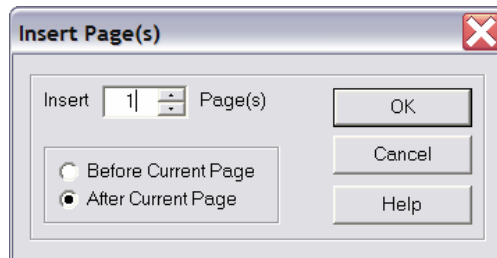 Insert Page(s)
Insert 1 Page(s)
OK
Before Current Page
Cancel
After Current Page
Help